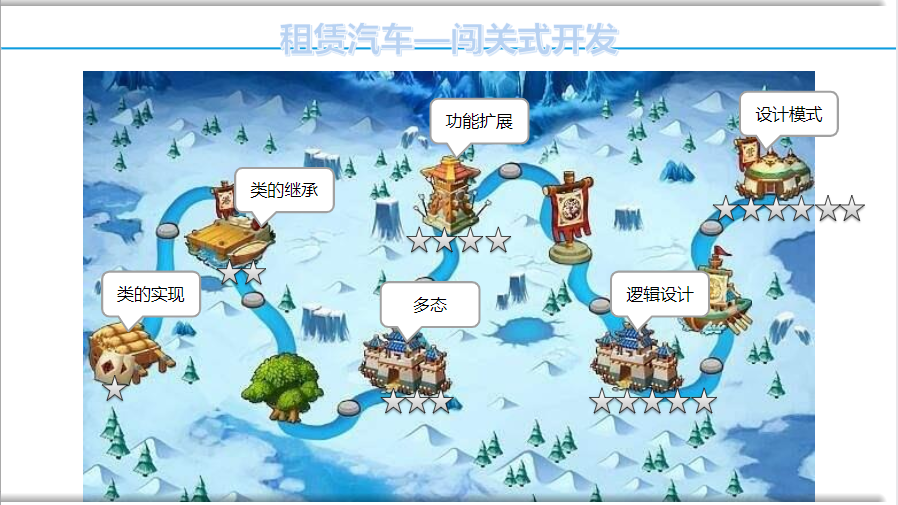 租赁汽车—闯关式开发
功能扩展
设计模式
类的继承
类的实现
多态
逻辑设计